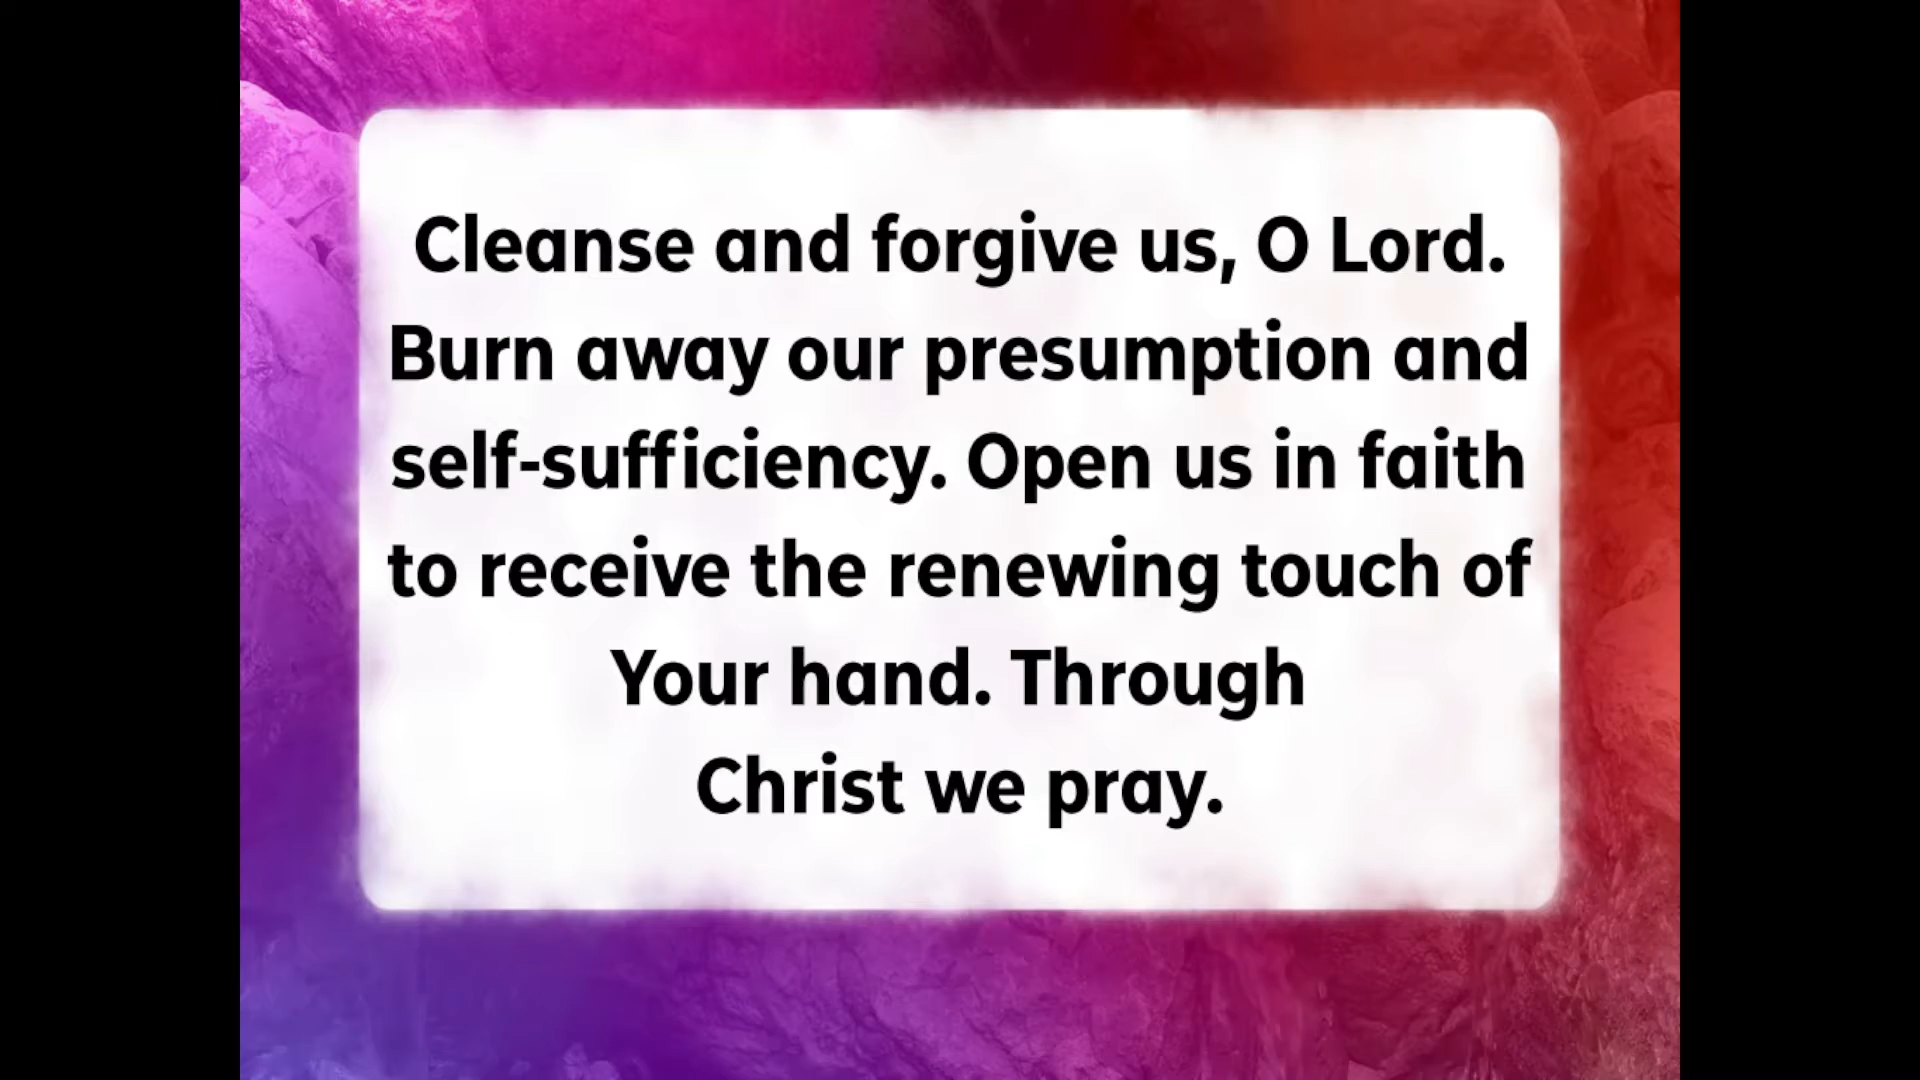 Cleanse and forgive us, O Lord.
Burn away our presumption and
self-sufficiency. Open us in faith
to receive the renewing touch of
Your hand. Through
Christ we pray.